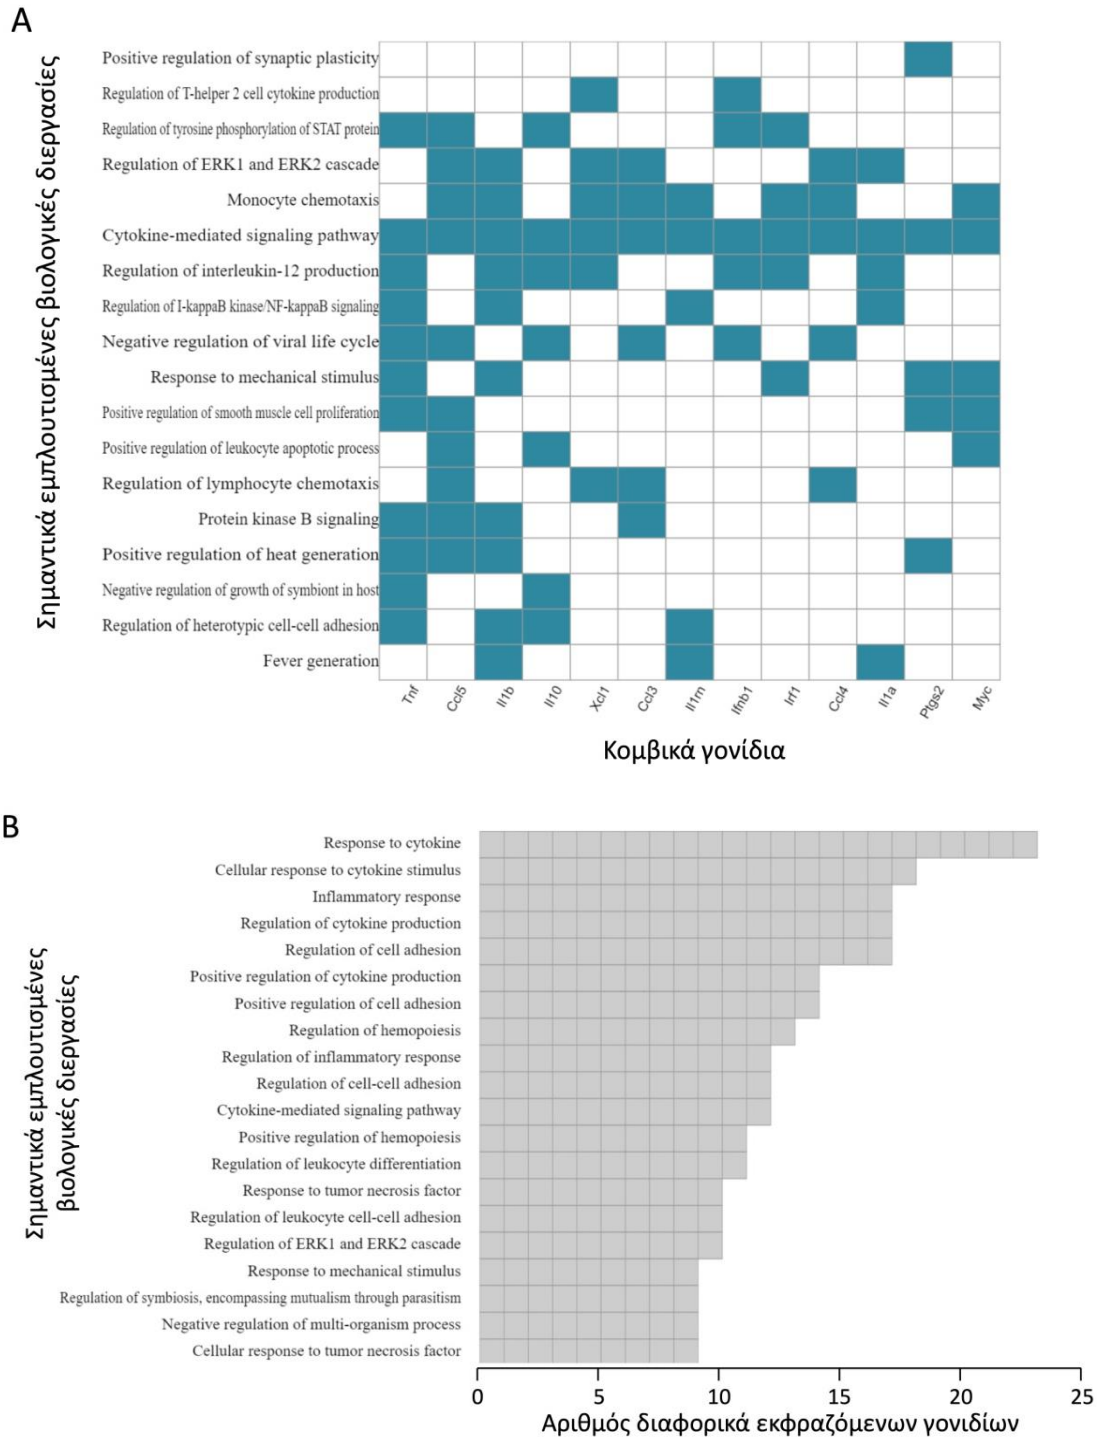 A
Σημαντικά εμπλουτισμένες βιολογικές διεργασίες
Positive regulation of synaptic plasticity
Regulation of T-helper 2 cell cytokine production
Regulation of tyrosine phosphorylation of STAT protein
Regulation of ERK1 and ERK2 cascade
Monocyte chemotaxis
Cytokine-mediated signaling pathway
Regulation of interleukin-12 production
Regulation of I-kappaB kinase/NF-kappaB signaling
Negative regulation of viral life cycle
Response to mechanical stimulus
Positive regulation of smooth muscle cell proliferation
Positive regulation of leukocyte apoptotic process
Regulation of lymphocyte chemotaxis
Protein kinase B signaling
Positive regulation of heat generation
Negative regulation of growth of symbiont in host
Regulation of heterotypic cell-cell adhesion
Fever generation
Tnf Ccl5 Il1b Il10 Xcl1 Ccl3 Il1rn Ifnb1 Irf1 Ccl4 Il1a Ptgs2 Myc
Κομβικά γονίδια
B
Σημαντικά εμπλουτισμένες
βιολογικές διεργασίες
Response to cytokine
Cellular response to cytokine stimulus
Inflammatory response
Regulation of cytokine production
Regulation of cell adhesion
Positive regulation of cytokine production
Positive regulation of cell adhesion
Regulation of hemopoiesis
Regulation of inflammatory response
Regulation of cell-cell adhesion
Cytokine-mediated signaling pathway
Positive regulation of hemopoiesis
Regulation of leukocyte differentiation
Response to tumor necrosis factor
Regulation of leukocyte cell-cell adhesion
Regulation of ERK1 and ERK2 cascade
Response to mechanical stimulus
Regulation of symbiosis, encompassing mutualism through parasitism
Negative regulation of multi-organism process
Cellular response to tumor necrosis factor
0 5 10 15 20 25
Αριθμός διαφορικά εκφραζόμενων γονιδίων